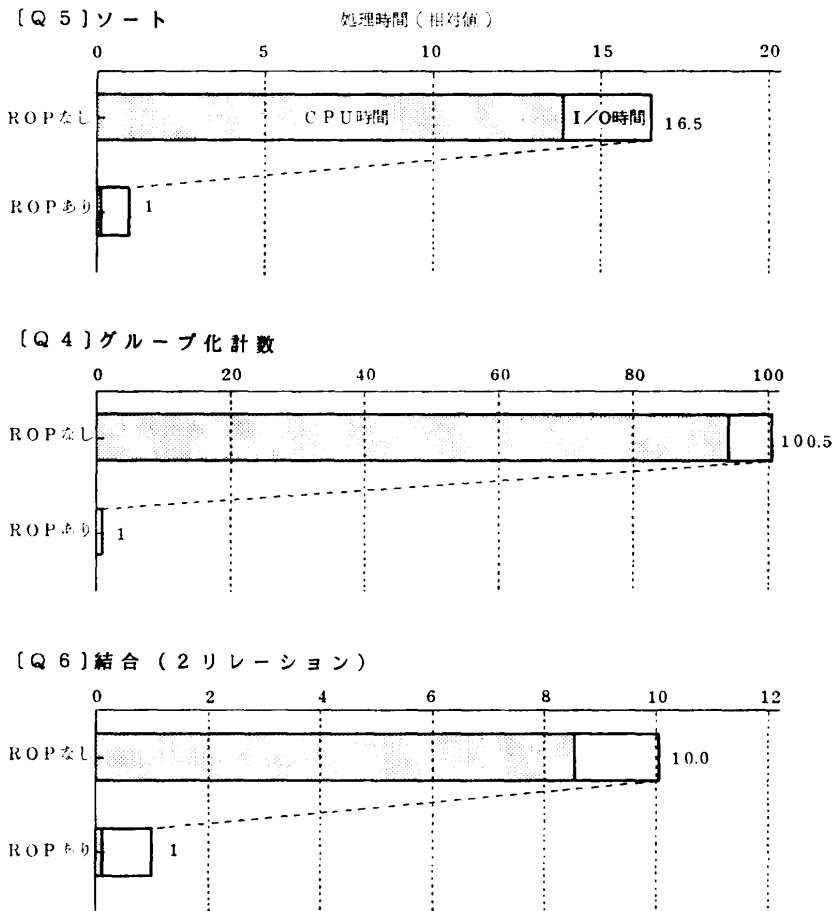 〔Q5〕ソート
処理時間（相対値）
0 5 10 15 20
ROPなし CPU時間 I/O時間 16.5
ROPあり 1
〔Q4〕グループ化計数
0 20 40 60 80 100
ROPなし 100.5
ROPあり 1
〔Q6〕結合（2リレーション）
0 2 4 6 8 10 12
ROPなし 10.0
ROPあり 1